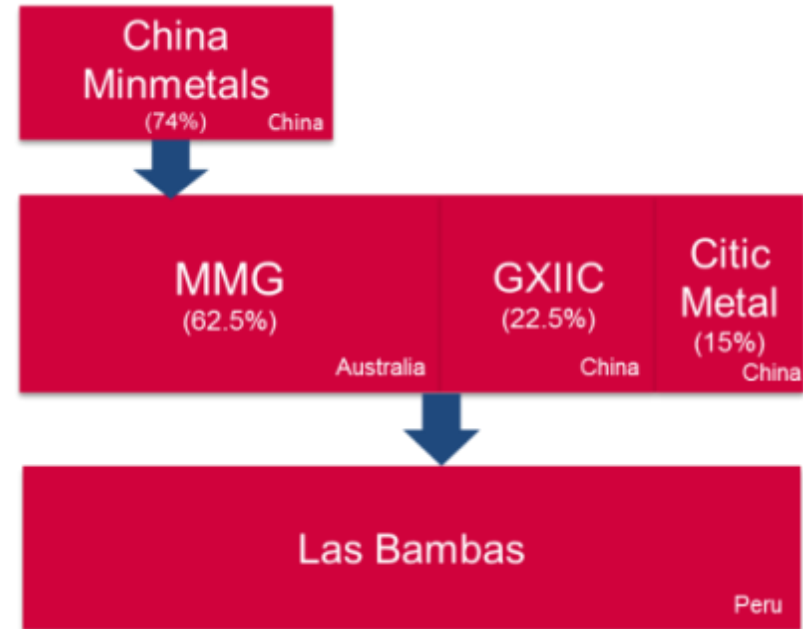 China
Minmetals
(74%) China
MMG
(62.5%)
Australia
GXIIC
(22.5%)
China
Citic
Metal
(15%)
China
Las Bambas
Peru